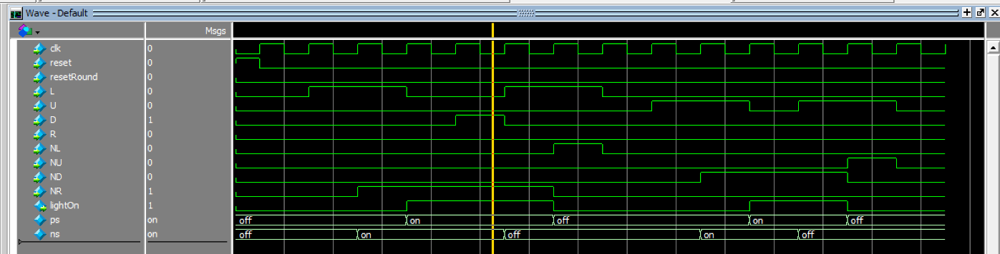 Wave - Default
Msgs
clk 0
reset 0
resetRound 0
L 0
U 0
D 1
R 0
NL 0
NU 0
ND 0
NR 1
lightOn 1
ps on off on off on off
ns on off on off on off